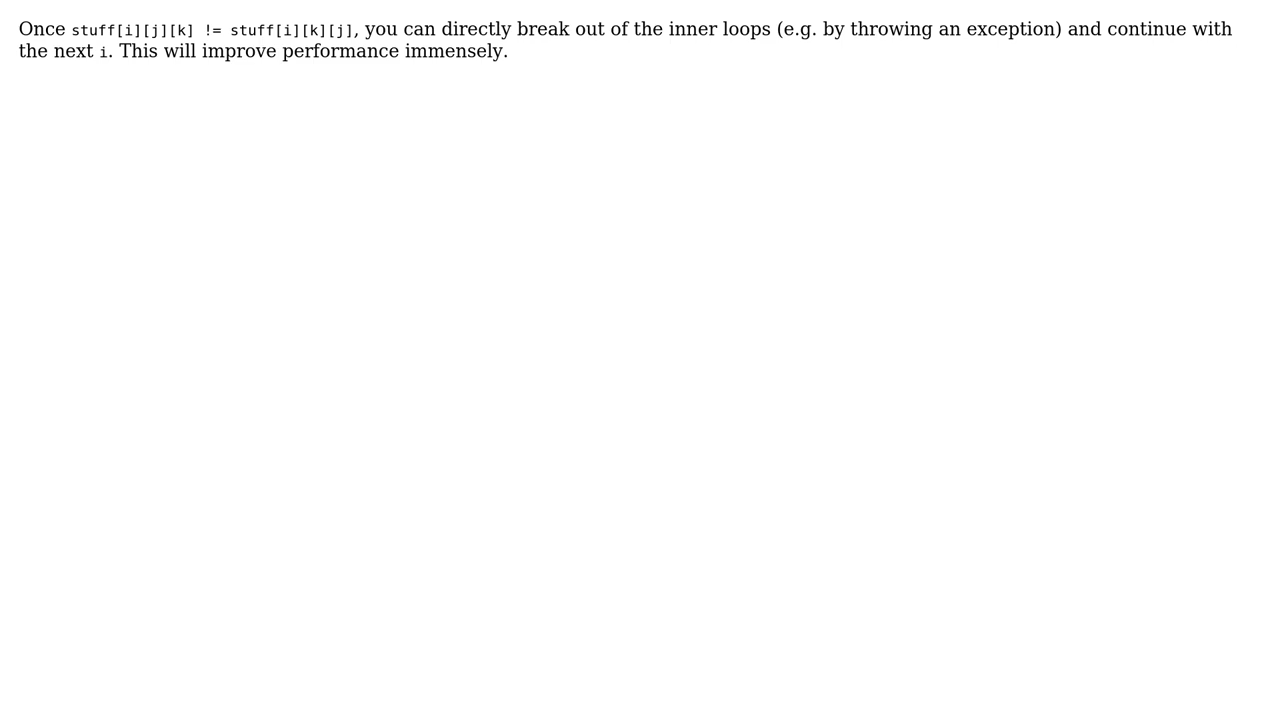 Once stuff[i][j][k] != stuff[i][k][j], you can directly break out of the inner loops (e.g. by throwing an exception) and continue with
the next i. This will improve performance immensely.